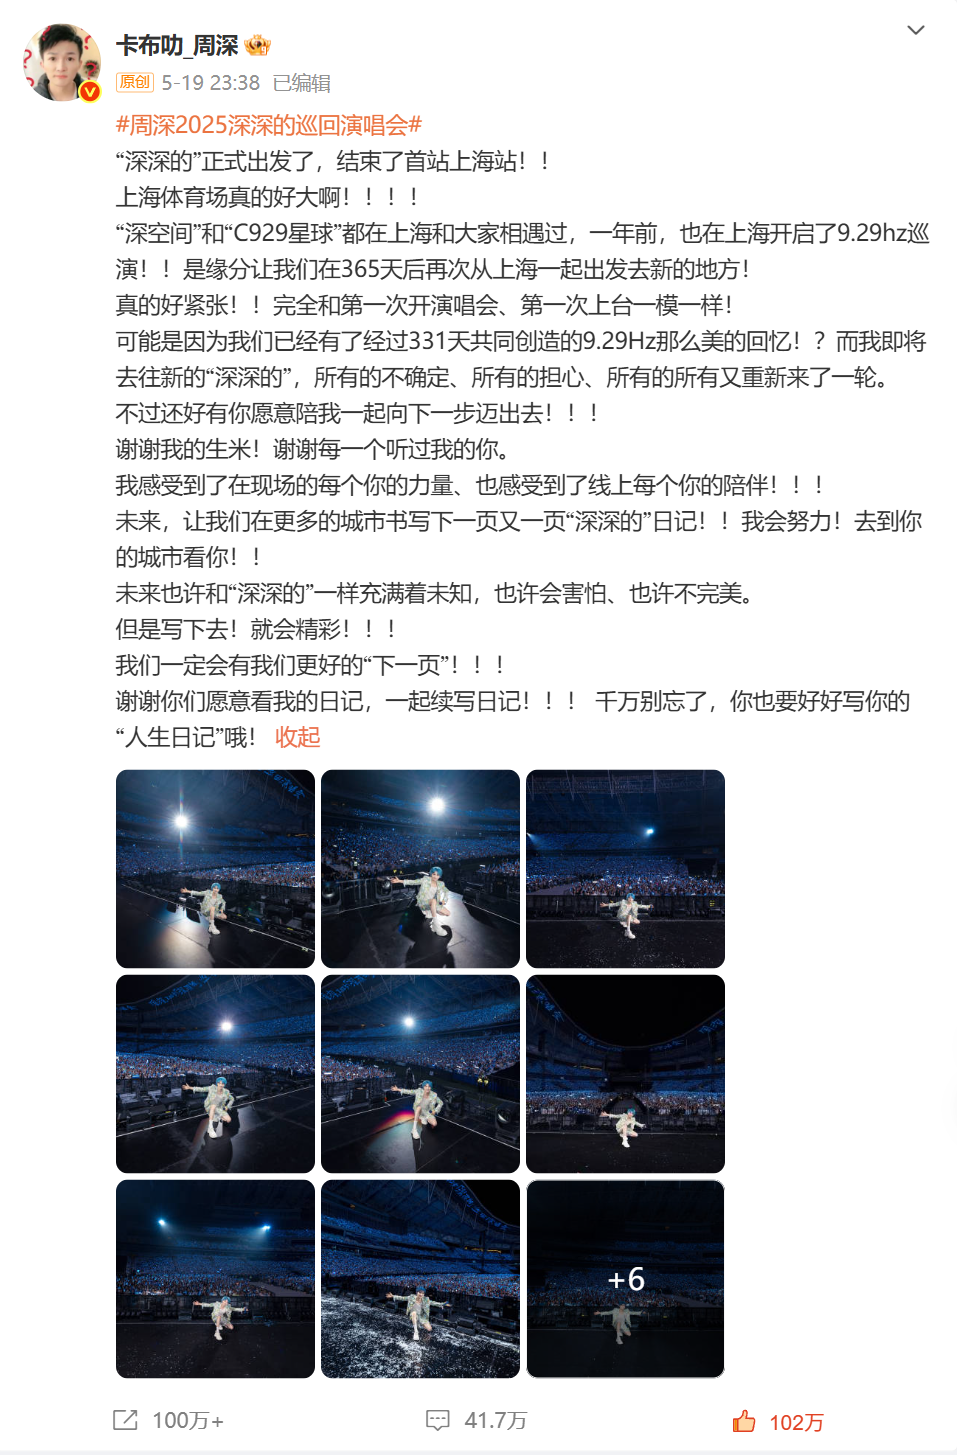 卡布叻_周深
原创 5-19 23:38 已编辑
#周深2025深深的巡回演唱会#
“深深的”正式出发了，结束了首站上海站！！
上海体育场真的好大啊！！！！
“深空间”和“C929星球”都在上海和大家相遇过，一年前，也在上海开启了9.29hz巡
演！！是缘分让我们在365天后再次从上海一起出发去新的地方！
真的好紧张！！完全和第一次开演唱会、第一次上台一模一样！
可能是因为我们已经有了经过331天共同创造的9.29Hz那么美的回忆！？而我即将
去往新的“深深的”，所有的不确定、所有的担心、所有的所有又重新来了一轮。
不过还好有你愿意陪我一起向下一步迈出去！！！
谢谢我的生米！谢谢每一个听过我的你。
我感受到了在现场的每个你的力量、也感受到了线上每个你的陪伴！！！
未来，让我们在更多的城市书写下一页又一页“深深的”日记！！我会努力！去到你
的城市看你！！
未来也许和“深深的”一样充满着未知，也许会害怕、也许不完美。
但是写下去！就会精彩！！！
我们一定会有我们更好的“下一页”！！！
谢谢你们愿意看我的日记，一起续写日记！！！ 千万别忘了，你也要好好写你的
“人生日记”哦！ 收起
+6
100万+ 41.7万 102万